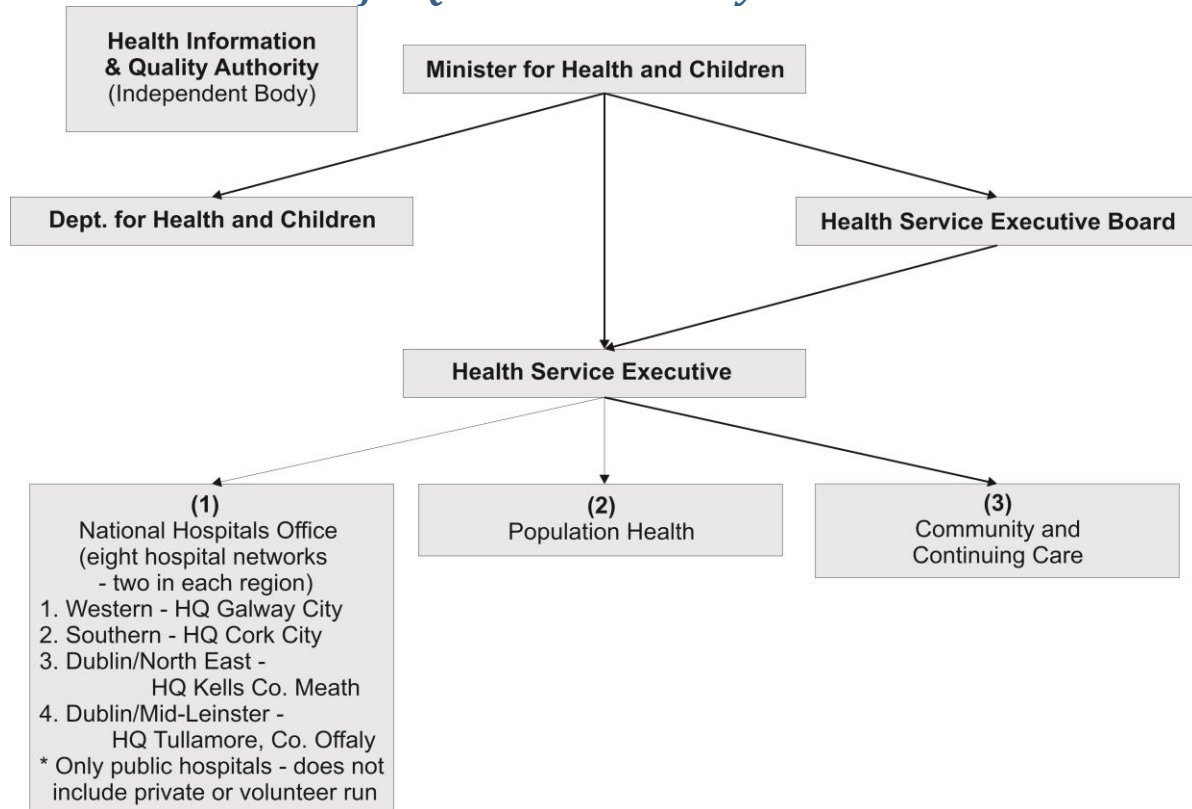 Health Information
& Quality Authority
(Independent Body)
Minister for Health and Children
Dept. for Health and Children
Health Service Executive Board
Health Service Executive
(1)
National Hospitals Office
(eight hospital networks
- two in each region)
1. Western - HQ Galway City
2. Southern - HQ Cork City
3. Dublin/North East -
HQ Kells Co. Meath
4. Dublin/Mid-Leinster -
HQ Tullamore, Co. Offaly
* Only public hospitals - does not
include private or volunteer run
(2)
Population Health
(3)
Community and
Continuing Care